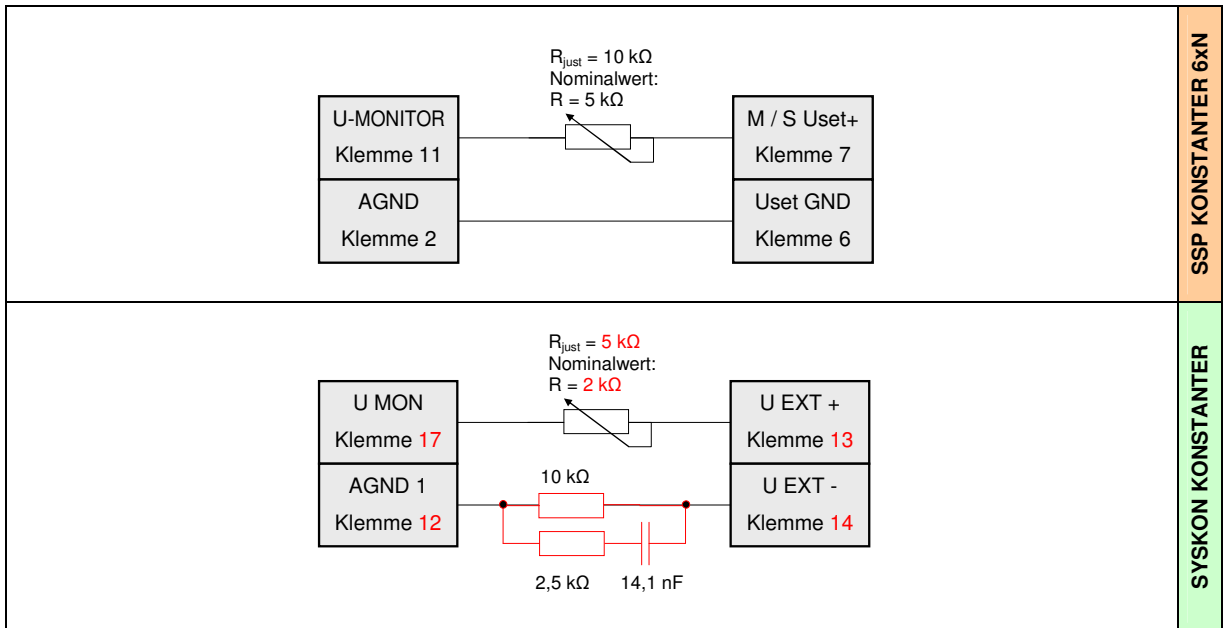 R_just = 10 kΩ
Nominalwert:
R = 5 kΩ
U-MONITOR
Klemme 11
M / S Uset+
Klemme 7
AGND
Klemme 2
Uset GND
Klemme 6
SSP KONSTANTER 6xN
R_just = 5 kΩ
Nominalwert:
R = 2 kΩ
U MON
Klemme 17
U EXT +
Klemme 13
AGND 1
Klemme 12
10 kΩ
U EXT -
Klemme 14
2,5 kΩ
14,1 nF
SYSKON KONSTANTER